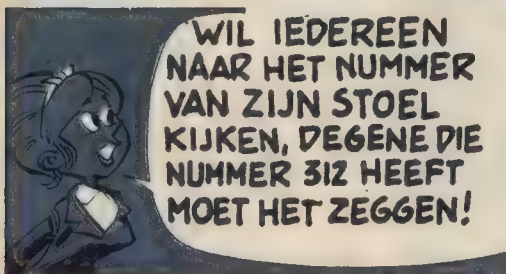 WIL IEDEREEN
NAAR HET NUMMER
VAN ZIJN STOEL
KIJKEN, DEGENE DIE
NUMMER 312 HEEFT
MOET HET ZEGGEN!